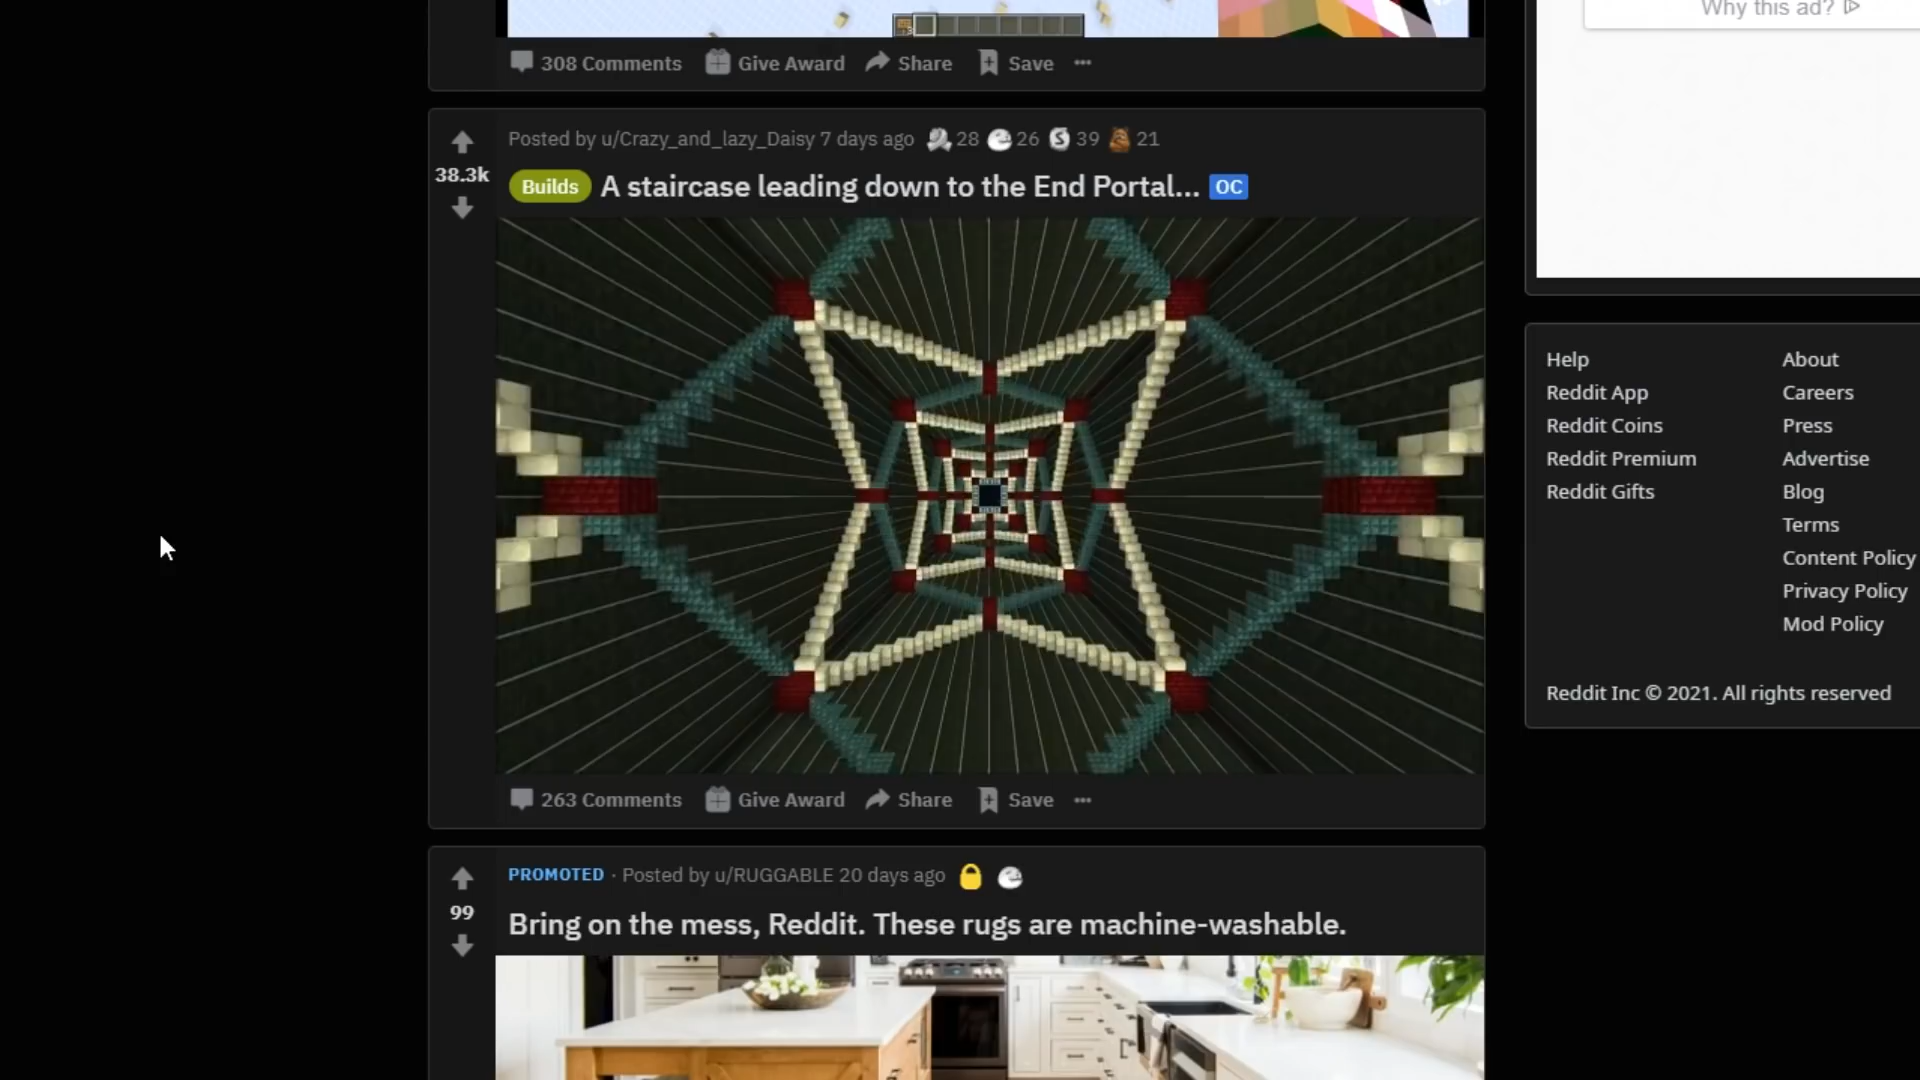 Why this ad?
308 Comments Give Award Share Save
Posted by u/Crazy_and_lazy_Daisy 7 days ago 28 26 39 21
38.3k
Builds A staircase leading down to the End Portal... OC
263 Comments Give Award Share Save
PROMOTED · Posted by u/RUGGABLE 20 days ago
99
Bring on the mess, Reddit. These rugs are machine-washable.
Help
Reddit App
Reddit Coins
Reddit Premium
Reddit Gifts
About
Careers
Press
Advertise
Blog
Terms
Content Policy
Privacy Policy
Mod Policy
Reddit Inc © 2021. All rights reserved